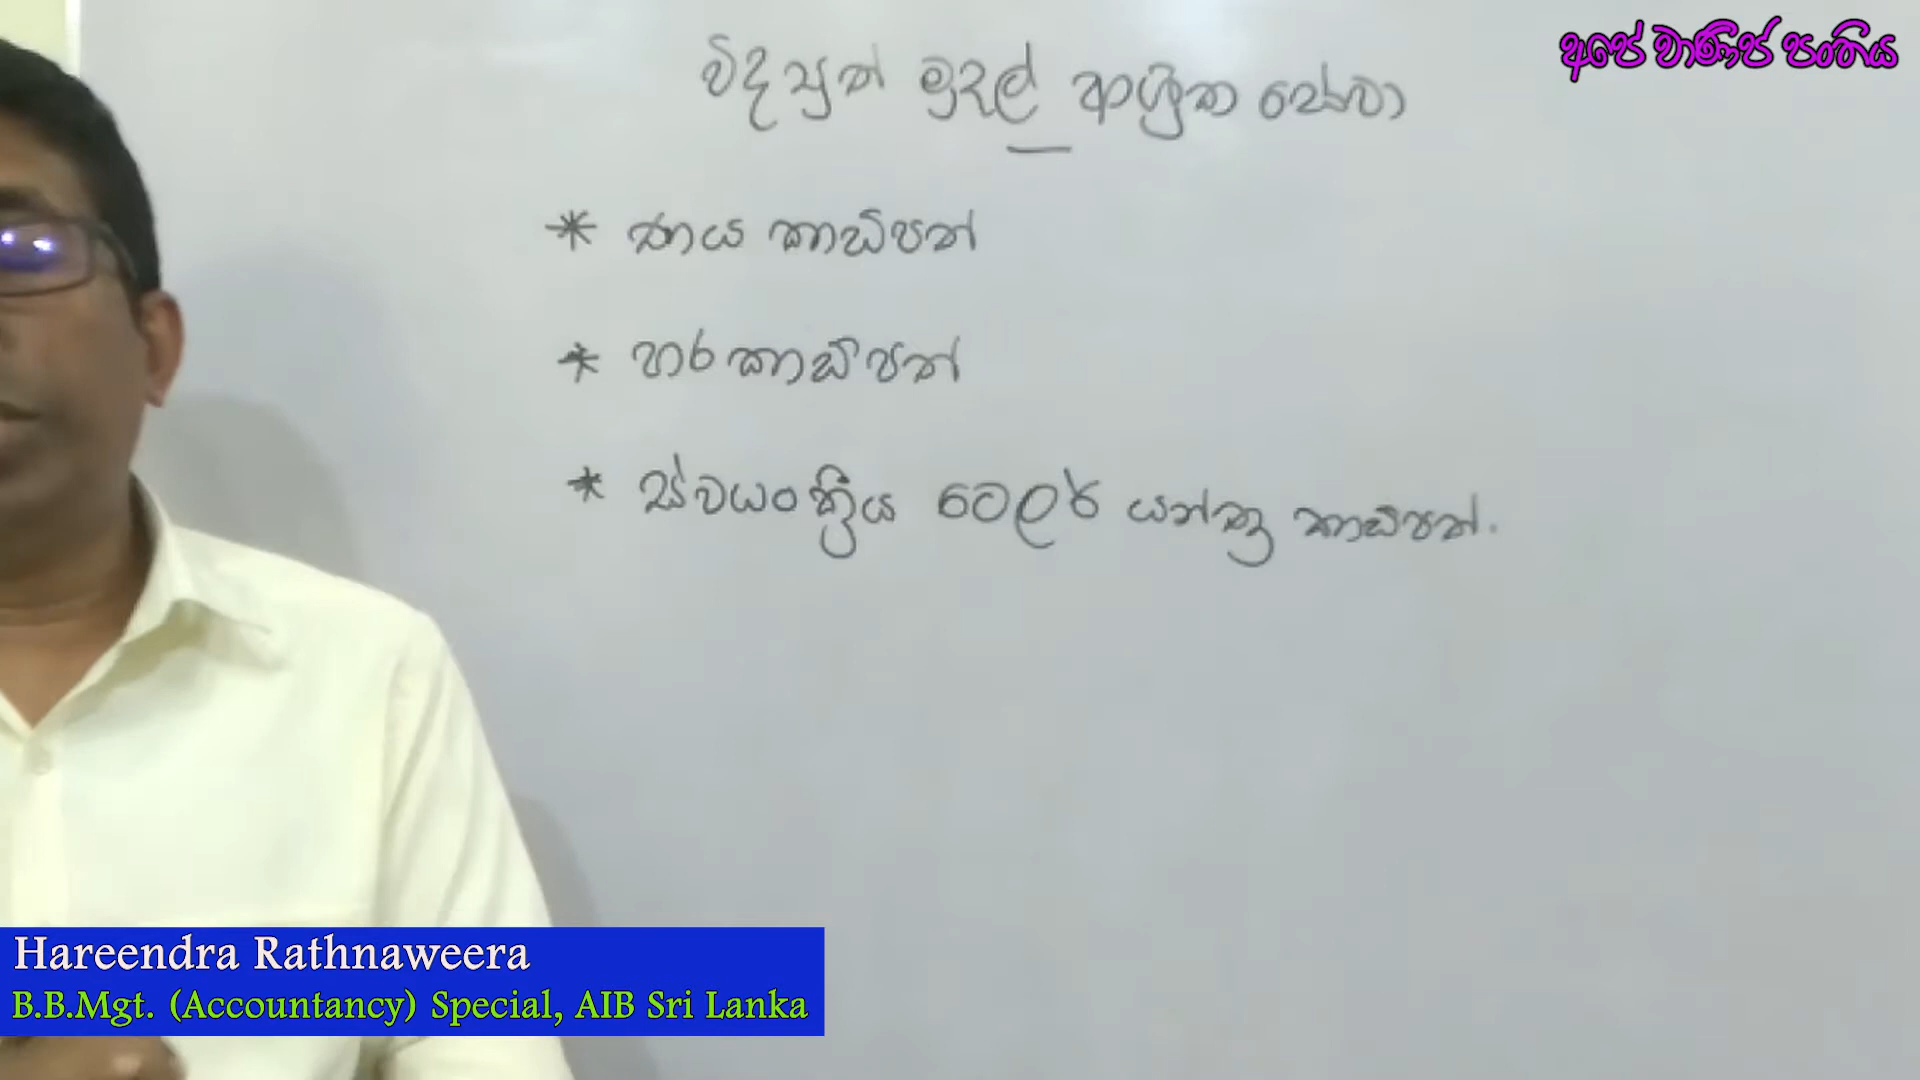 අපේ වාණිජ පංතිය
විද්‍යුත් මුදල් ආශ්‍රිත සේවා
* ණය කාඩ්පත්
* හර කාඩ්පත්
* ස්වයංක්‍රීය ටෙලර් යන්ත්‍ර කාඩ්පත්.
Hareendra Rathnaweera
B.B.Mgt. (Accountancy) Special, AIB Sri Lanka